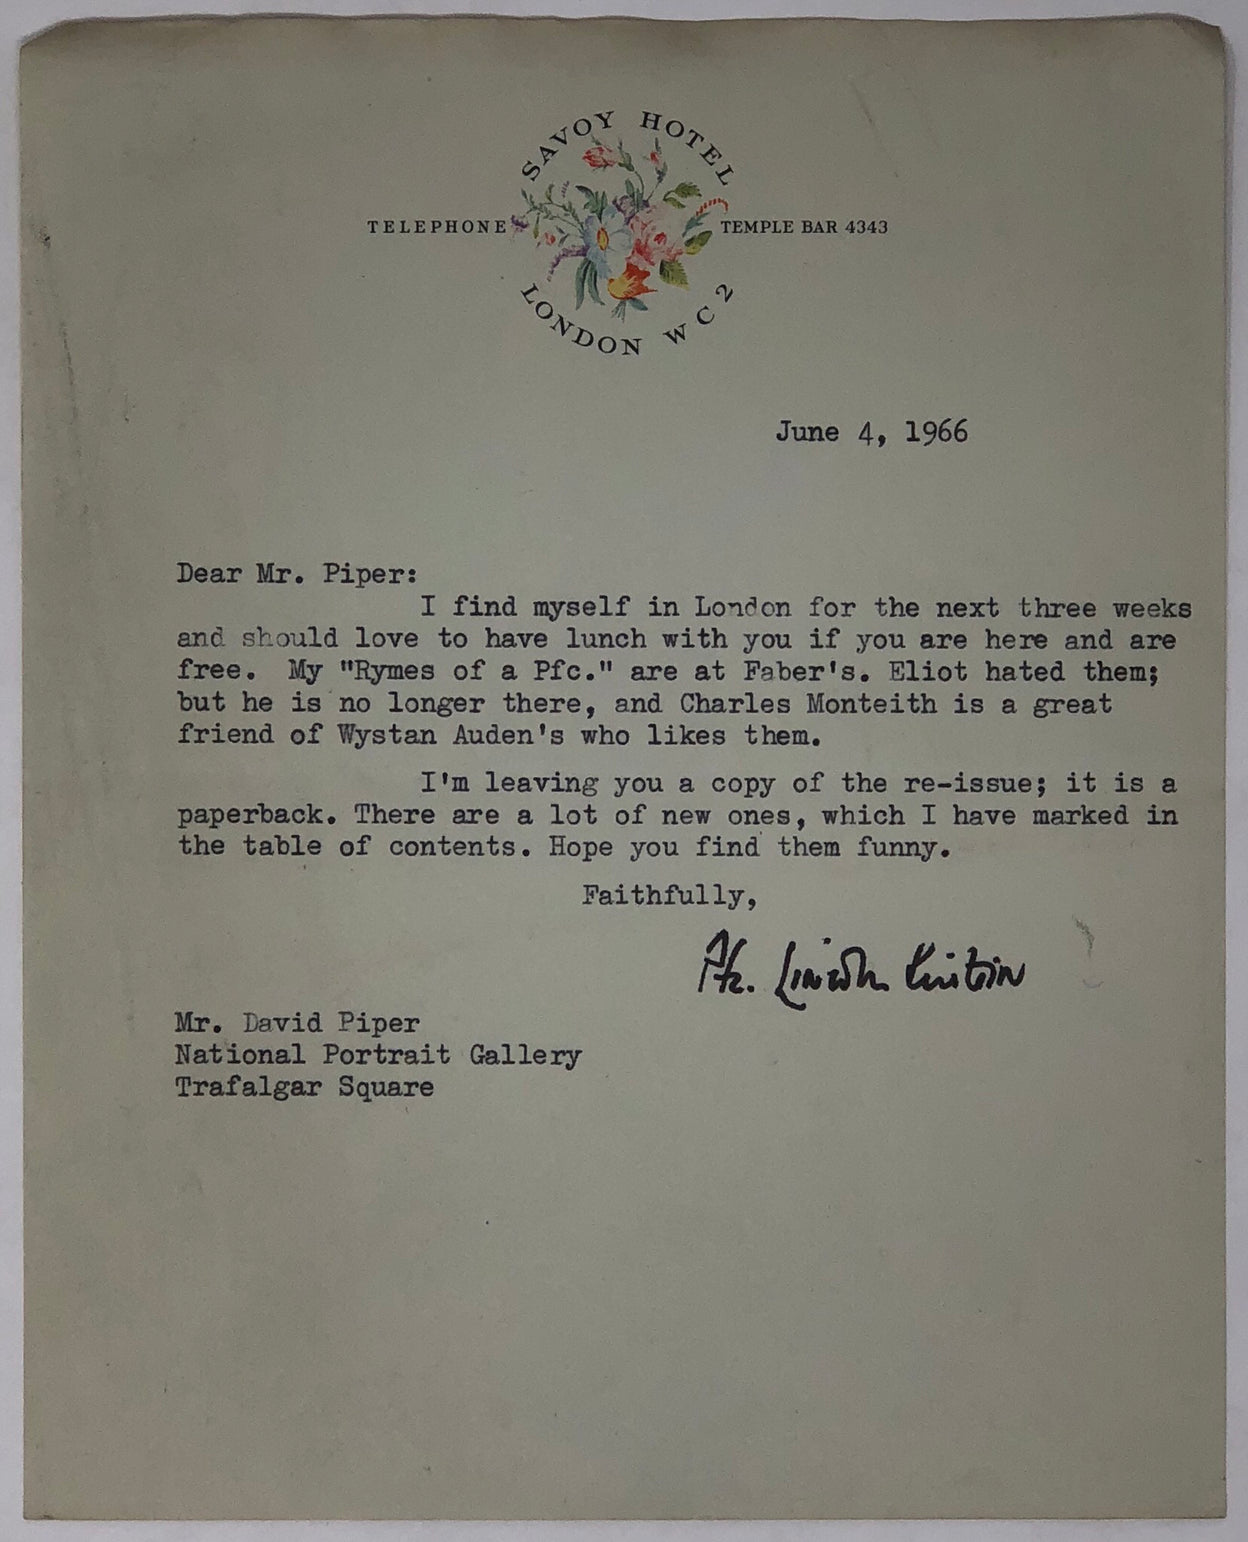 SAVOY HOTEL
TELEPHONE TEMPLE BAR 4343
LONDON W C 2
June 4, 1966
Dear Mr. Piper:
I find myself in London for the next three weeks
and should love to have lunch with you if you are here and are
free. My "Rymes of a Pfc." are at Faber's. Eliot hated them;
but he is no longer there, and Charles Monteith is a great
friend of Wystan Auden's who likes them.
I'm leaving you a copy of the re-issue; it is a
paperback. There are a lot of new ones, which I have marked in
the table of contents. Hope you find them funny.
Faithfully,
Pfc. Lincoln Kirstein
Mr. David Piper
National Portrait Gallery
Trafalgar Square